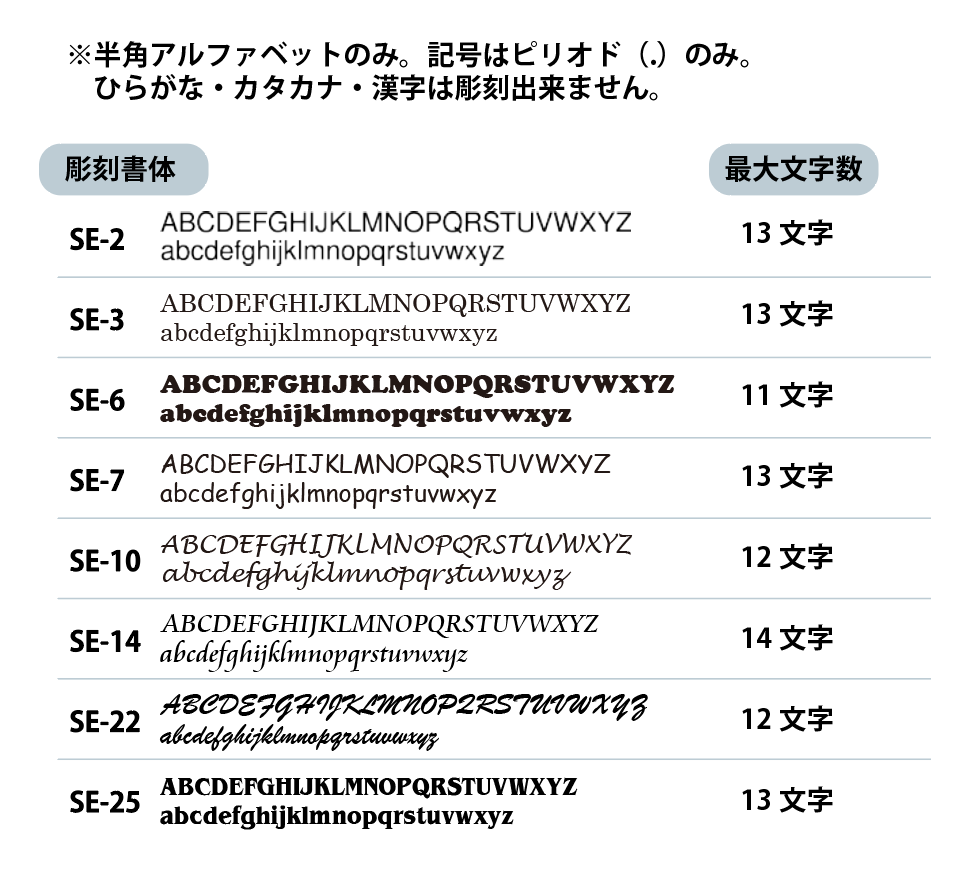 ※半角アルファベットのみ。記号はピリオド（.）のみ。
ひらがな・カタカナ・漢字は彫刻出来ません。
彫刻書体 最大文字数
SE-2 ABCDEFGHIJKLMNOPQRSTUVWXYZ 13 文字
abcdefghijklmnopqrstuvwxyz
SE-3 ABCDEFGHIJKLMNOPQRSTUVWXYZ 13 文字
abcdefghijklmnopqrstuvwxyz
SE-6 ABCDEFGHIJKLMNOPQRSTUVWXYZ 11 文字
abcdefghijklmnopqrstuvwxyz
SE-7 ABCDEFGHIJKLMNOPQRSTUVWXYZ 13 文字
abcdefghijklmnopqrstuvwxyz
SE-10 ABCDEFGHIJKLMNOPQRSTUVWXYZ 12 文字
abcdefghijklmnopqrstuvwxyz
SE-14 ABCDEFGHIJKLMNOPQRSTUVWXYZ 14 文字
abcdefghijklmnopqrstuvwxyz
SE-22 ABCDEFGHIJKLMNOPQRSTUVWXYZ 12 文字
abcdefghijklmnopqrstuvwxyz
SE-25 ABCDEFGHIJKLMNOPQRSTUVWXYZ 13 文字
abcdefghijklmnopqrstuvwxyz